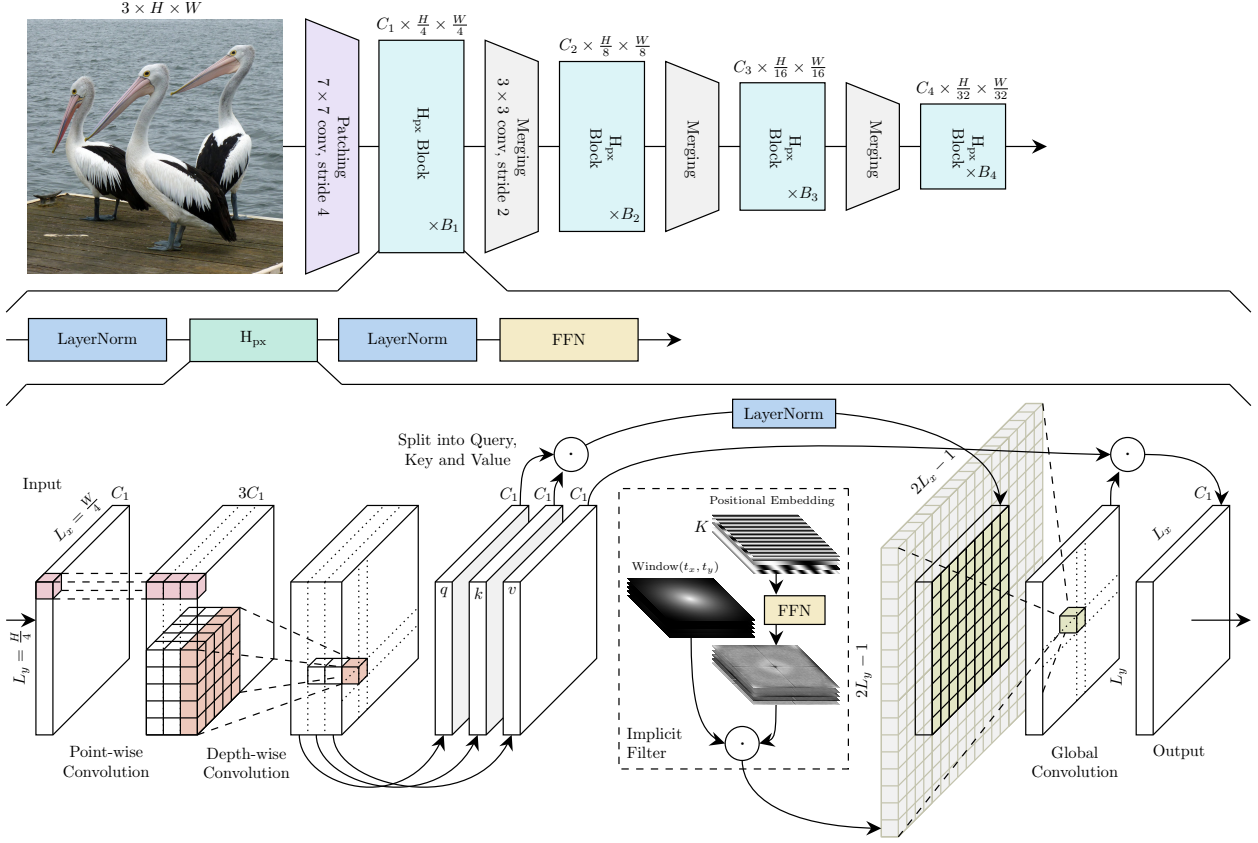 3 × H × W
Patching
7 × 7 conv, stride 4
C₁ × H/4 × W/4
H_px Block
×B₁
Merging
3 × 3 conv, stride 2
C₂ × H/8 × W/8
H_px
Block
×B₂
Merging
C₃ × H/16 × W/16
H_px
Block
×B₃
Merging
C₄ × H/32 × W/32
H_px
Block
×B₄
LayerNorm
H_px
LayerNorm
FFN
LayerNorm
Split into Query,
Key and Value
·
·
Input
L_x = W/4
C₁
3C₁
C₁
C₁
C₁
q
k
v
L_y = H/4
Point-wise
Convolution
Depth-wise
Convolution
Positional Embedding
K
Window(t_x, t_y)
FFN
Implicit
Filter
·
2L_x − 1
2L_y − 1
Global
Convolution
C₁
L_x
L_y
Output